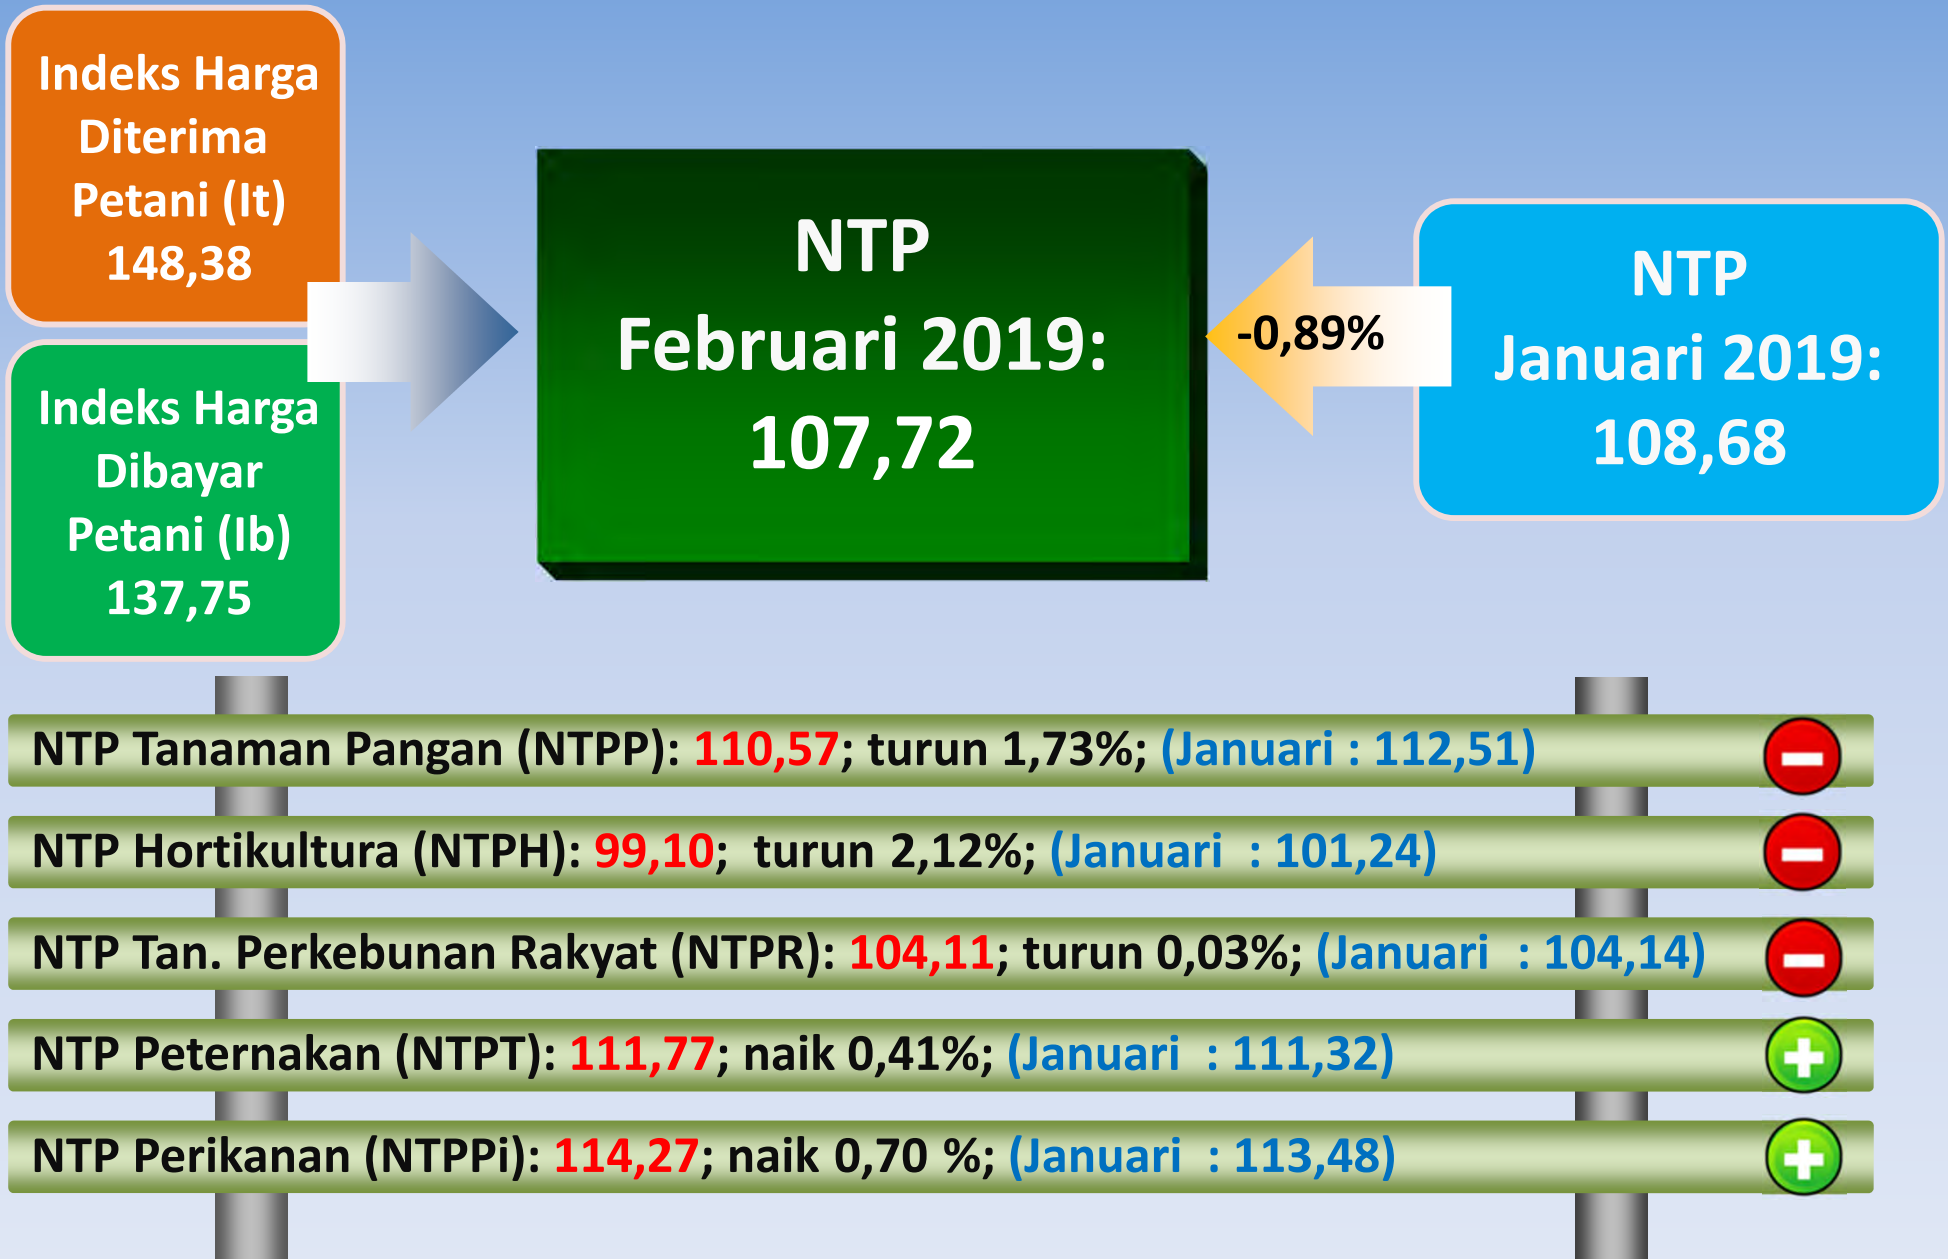 Indeks Harga
Diterima
Petani (It)
148,38
Indeks Harga
Dibayar
Petani (Ib)
137,75
NTP
Februari 2019:
107,72
-0,89%
NTP
Januari 2019:
108,68
NTP Tanaman Pangan (NTPP): 110,57; turun 1,73%; (Januari : 112,51)
NTP Hortikultura (NTPH): 99,10; turun 2,12%; (Januari : 101,24)
NTP Tan. Perkebunan Rakyat (NTPR): 104,11; turun 0,03%; (Januari : 104,14)
NTP Peternakan (NTPT): 111,77; naik 0,41%; (Januari : 111,32)
NTP Perikanan (NTPPi): 114,27; naik 0,70 %; (Januari : 113,48)